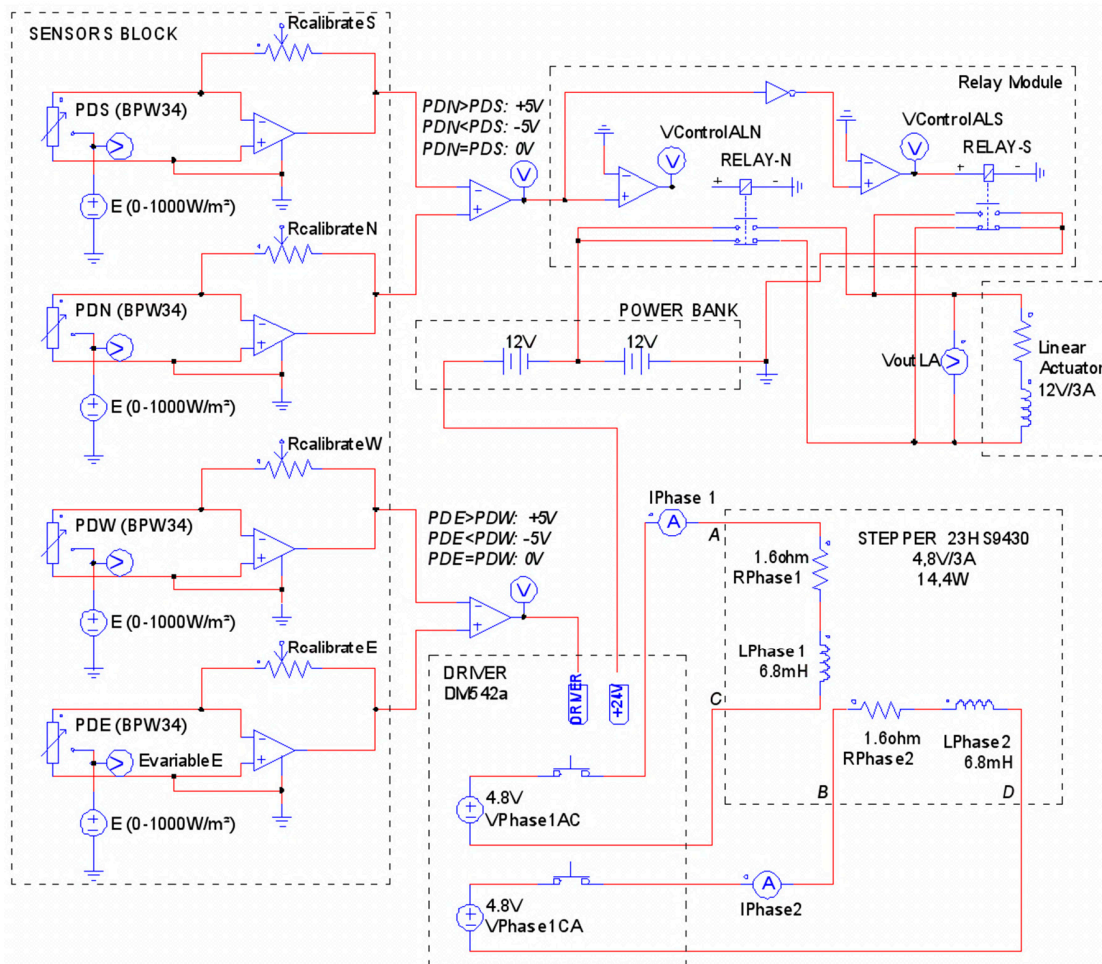 SENSORS BLOCK
RcalibrateS
PDS (BPW34)
V
E (0-1000W/m²)
RcalibrateN
PDN (BPW34)
V
E (0-1000W/m²)
RcalibrateW
PDW (BPW34)
V
E (0-1000W/m²)
RcalibrateE
PDE (BPW34)
V
EvariableE
E (0-1000W/m²)
PDN>PDS: +5V
PDN<PDS: -5V
PDN=PDS: 0V
V
Relay Module
VControlALN
V
RELAY-N
VControlALS
V
RELAY-S
POWER BANK
12V
12V
VoutLA
V
Linear
Actuator
12V/3A
PDE>PDW: +5V
PDE<PDW: -5V
PDE=PDW: 0V
V
DRIVER
DM542a
DRIVER
+24V
4.8V
VPhase1AC
4.8V
VPhase1CA
IPhase 1
A
A
STEPPER 23HS9430
4,8V/3A
14,4W
1.6ohm
RPhase1
LPhase1
6.8mH
C
1.6ohm
RPhase2
LPhase2
6.8mH
B
D
A
IPhase2